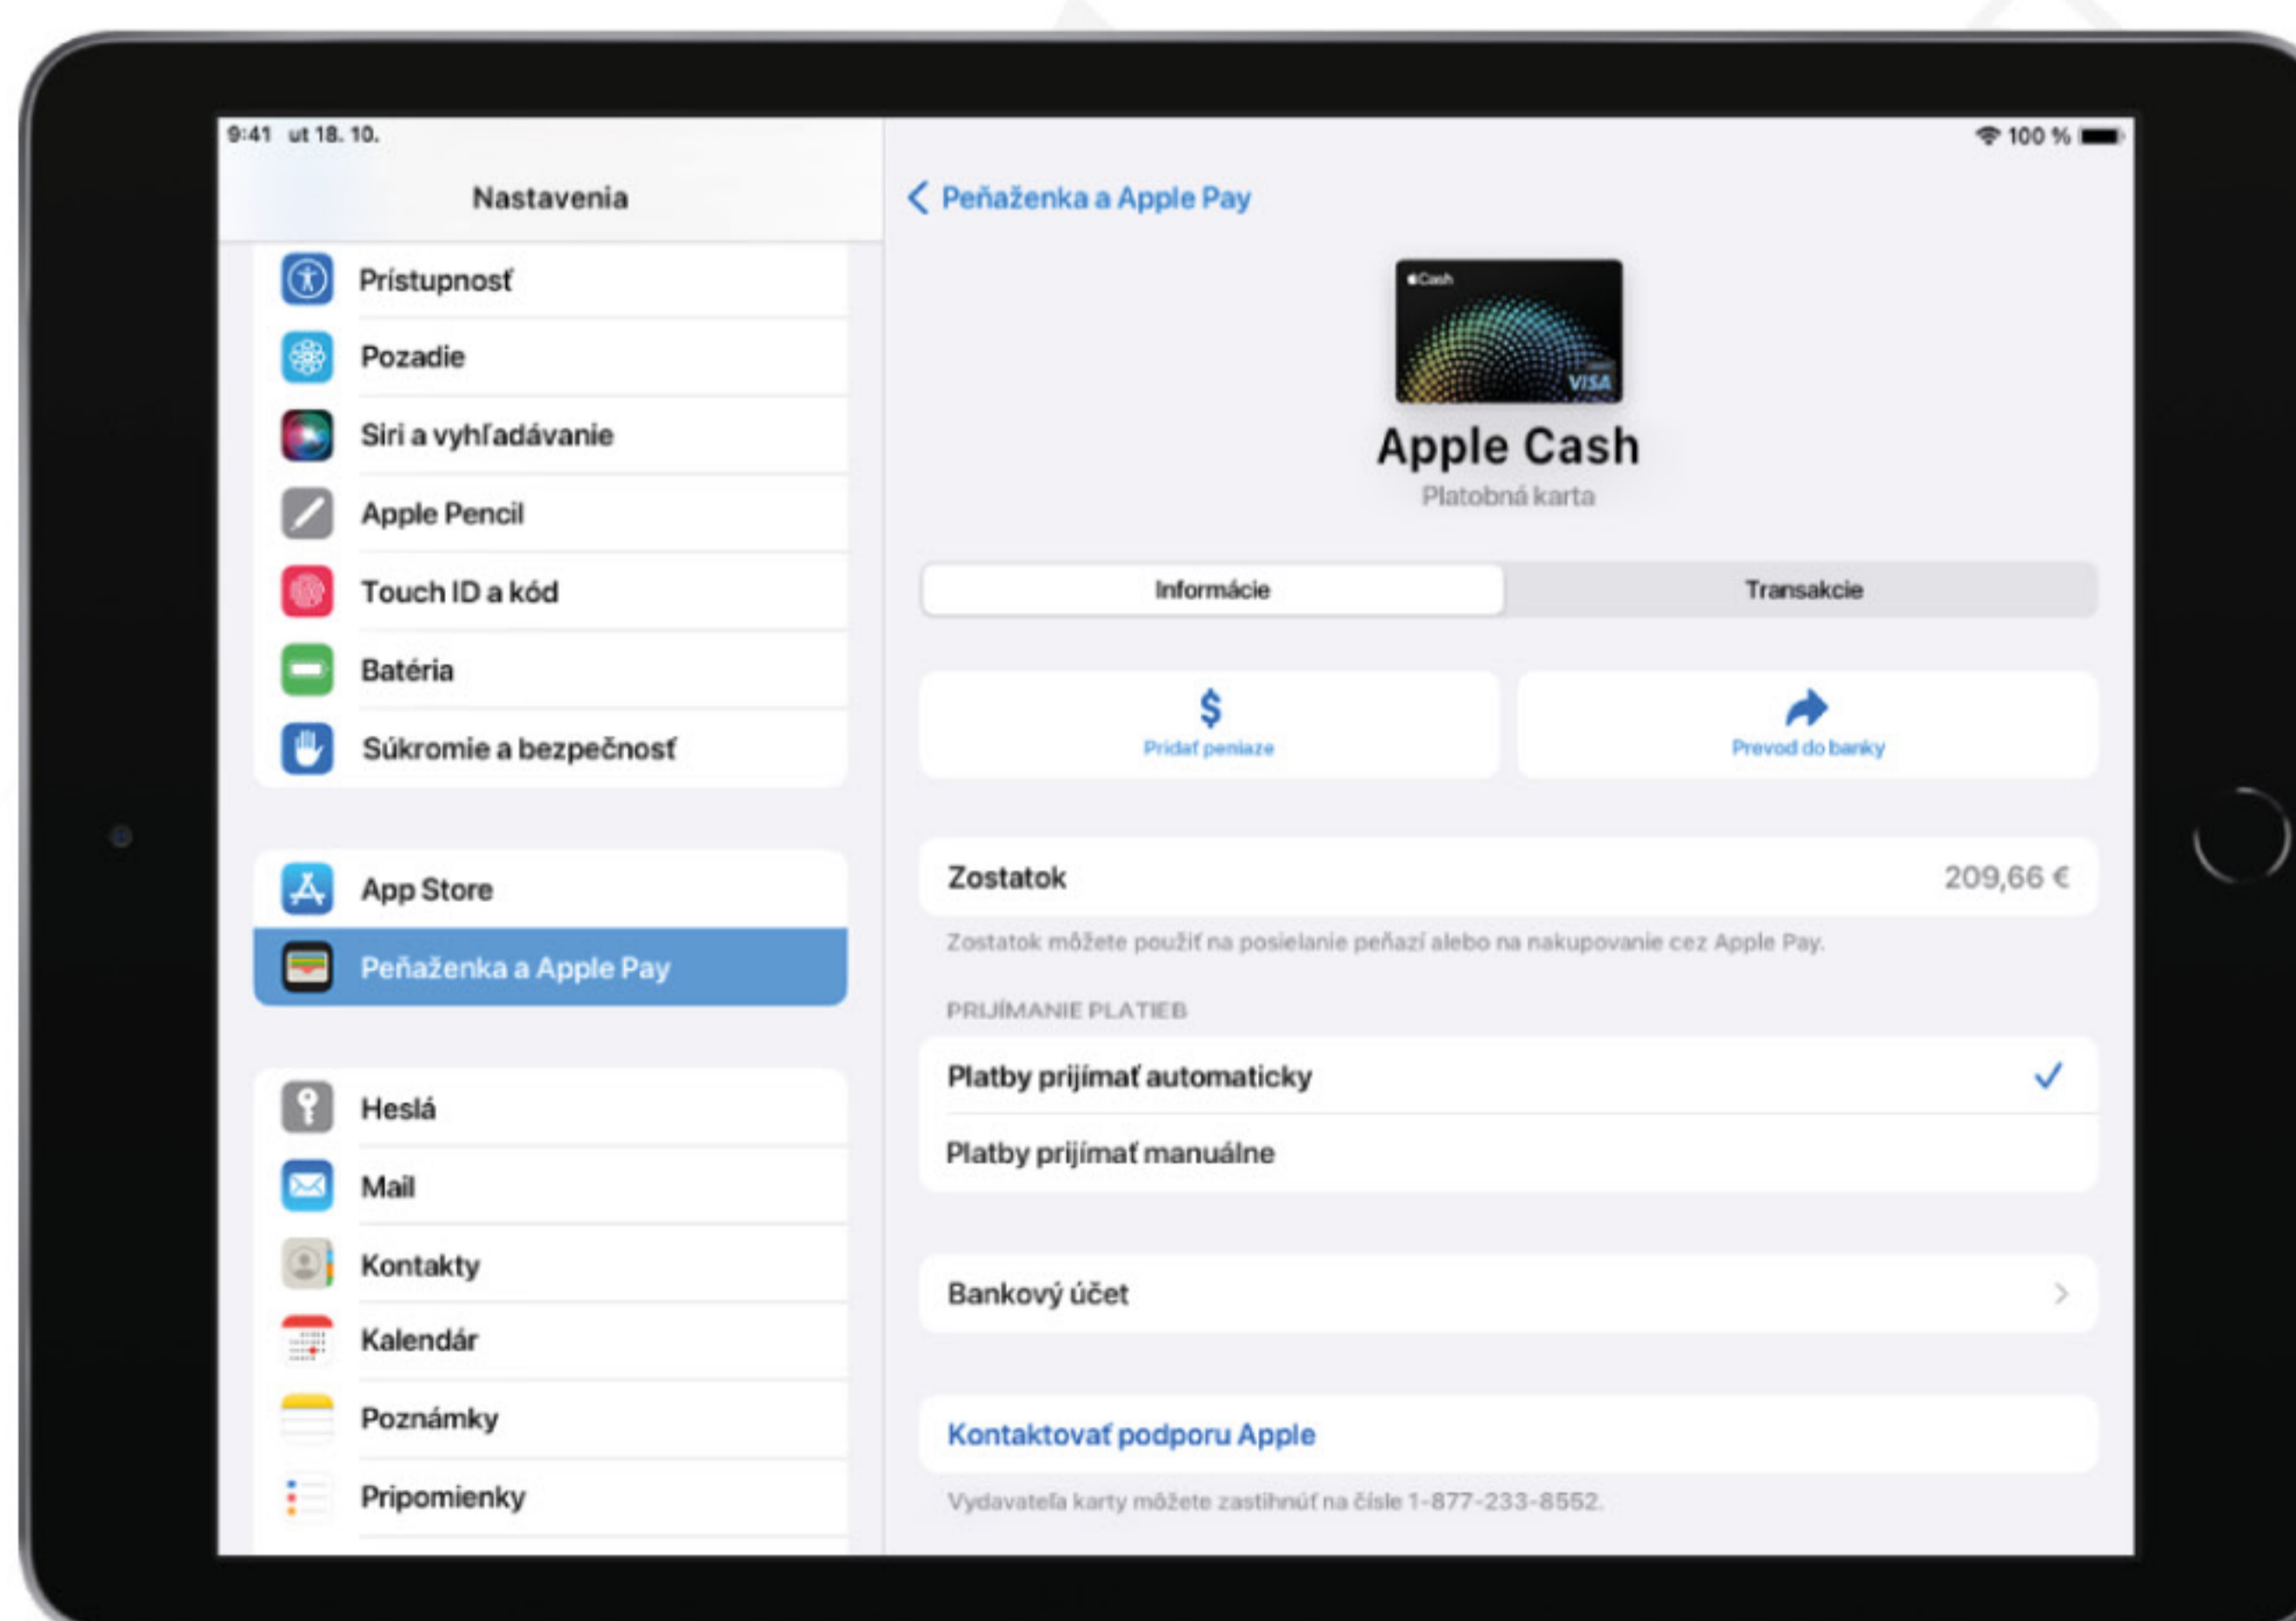 9:41 ut 18. 10.
100 %
Nastavenia
Prístupnosť
Pozadie
Siri a vyhľadávanie
Apple Pencil
Touch ID a kód
Batéria
Súkromie a bezpečnosť
App Store
Peňaženka a Apple Pay
Heslá
Mail
Kontakty
Kalendár
Poznámky
Pripomienky
Peňaženka a Apple Pay
Cash
VISA
Apple Cash
Platobná karta
Informácie
Transakcie
$
Pridať peniaze
Prevod do banky
Zostatok 209,66 €
Zostatok môžete použiť na posielanie peňazí alebo na nakupovanie cez Apple Pay.
PRIJÍMANIE PLATIEB
Platby prijímať automaticky
Platby prijímať manuálne
Bankový účet
Kontaktovať podporu Apple
Vydavateľa karty môžete zastihnúť na čísle 1-877-233-8552.